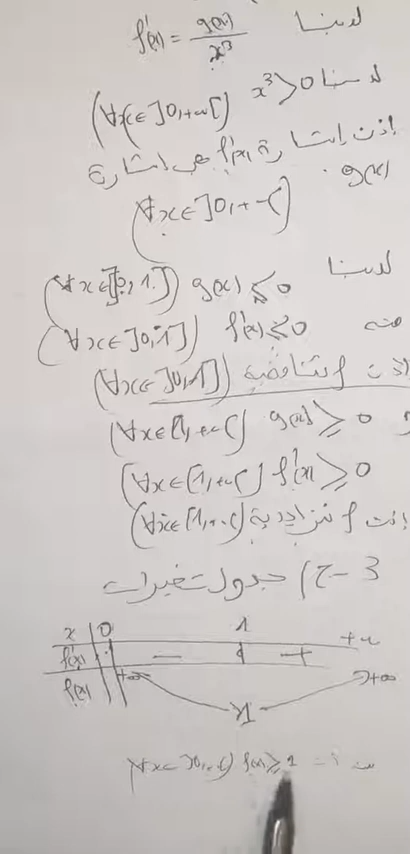 لدينا f'(x) = g(x)/x³
لدينا x³ > 0 (∀x∈]0,+∞[)
إذن إشارة f'(x) هي إشارة
g(x).
(∀x∈]0,+∞[)
لدينا g(x) ≤ 0 (∀x∈]0,1])
منه f'(x) ≤ 0 (∀x∈]0,1])
إذن f تناقصية (∀x∈]0,1])
و g(x) ≥ 0 (∀x∈[1,+∞[)
f'(x) ≥ 0 (∀x∈[1,+∞[)
إذن f تزايدية (∀x∈[1,+∞[)
3 - ج / جدول تغيرات
x 0 1 +∞
f'(x) - 0 +
f(x) +∞ 1 +∞
f(x) ≥ 1 (∀x∈]0,+∞[)